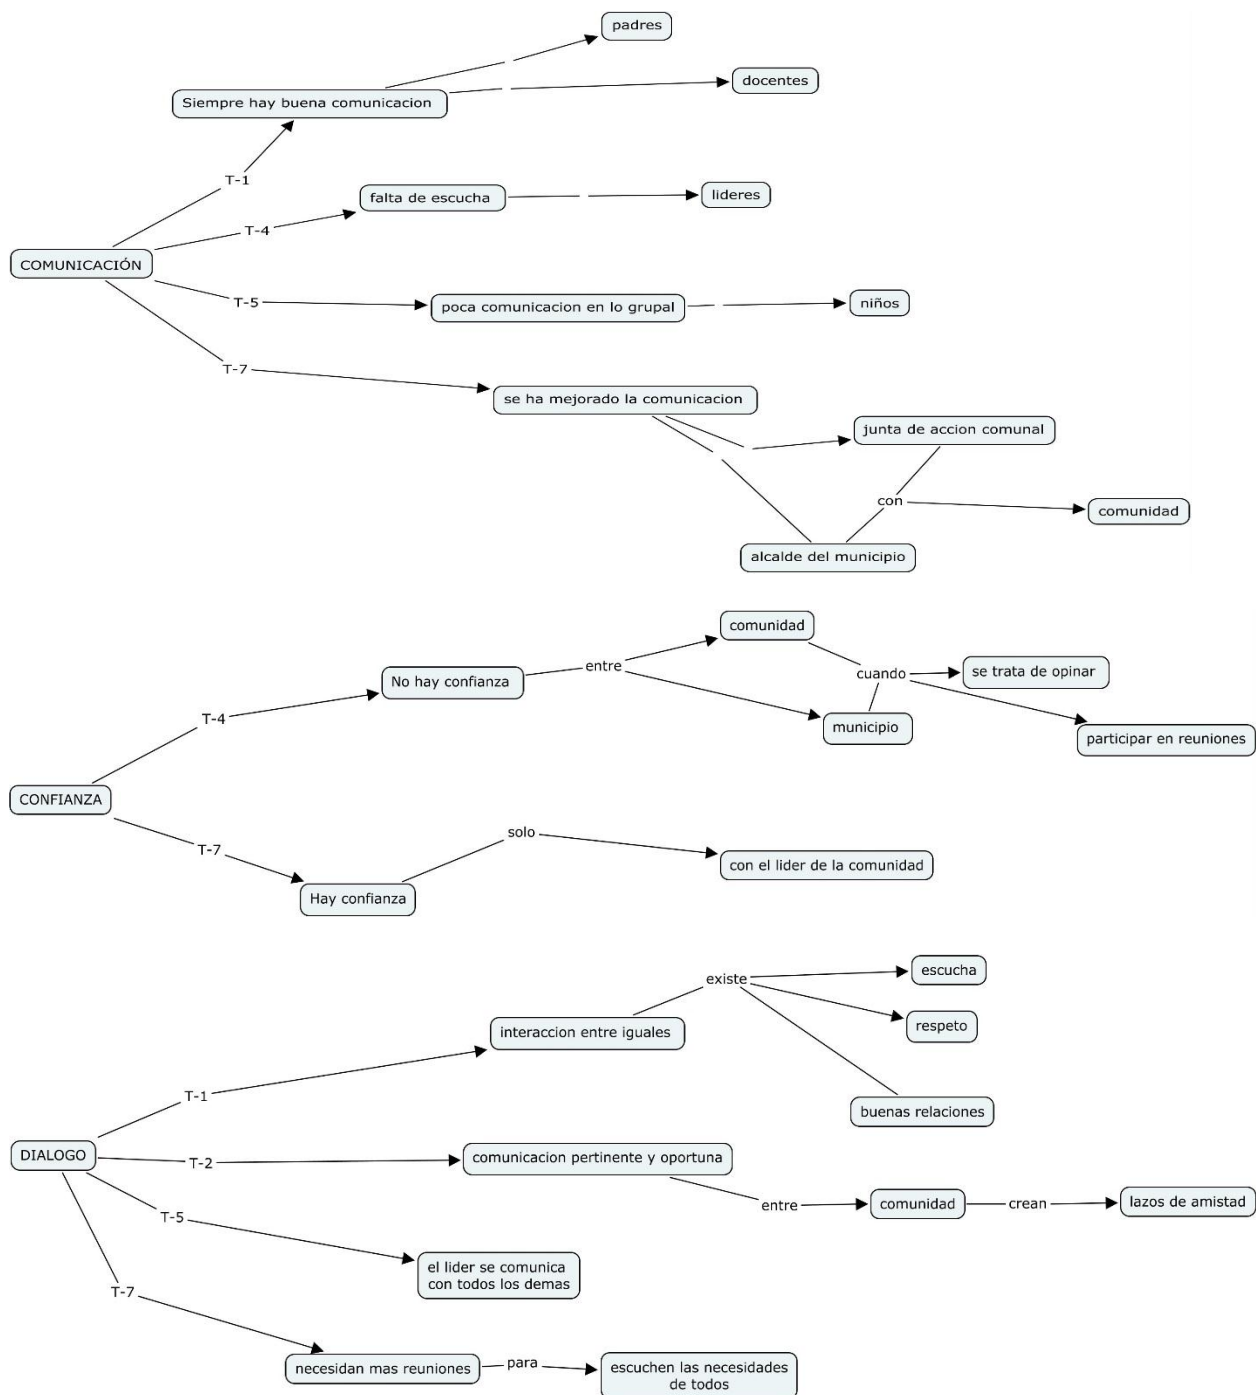 padres
docentes
Siempre hay buena comunicacion
T-1
falta de escucha
lideres
T-4
COMUNICACIÓN
T-5
poca comunicacion en lo grupal
niños
T-7
se ha mejorado la comunicacion
junta de accion comunal
con
comunidad
alcalde del municipio
comunidad
entre
No hay confianza
cuando
se trata de opinar
T-4
municipio
participar en reuniones
CONFIANZA
solo
T-7
con el lider de la comunidad
Hay confianza
escucha
existe
interaccion entre iguales
respeto
T-1
buenas relaciones
DIALOGO
T-2
comunicacion pertinente y oportuna
entre
comunidad
crean
lazos de amistad
T-5
el lider se comunica
con todos los demas
T-7
necesidan mas reuniones
para
escuchen las necesidades
de todos